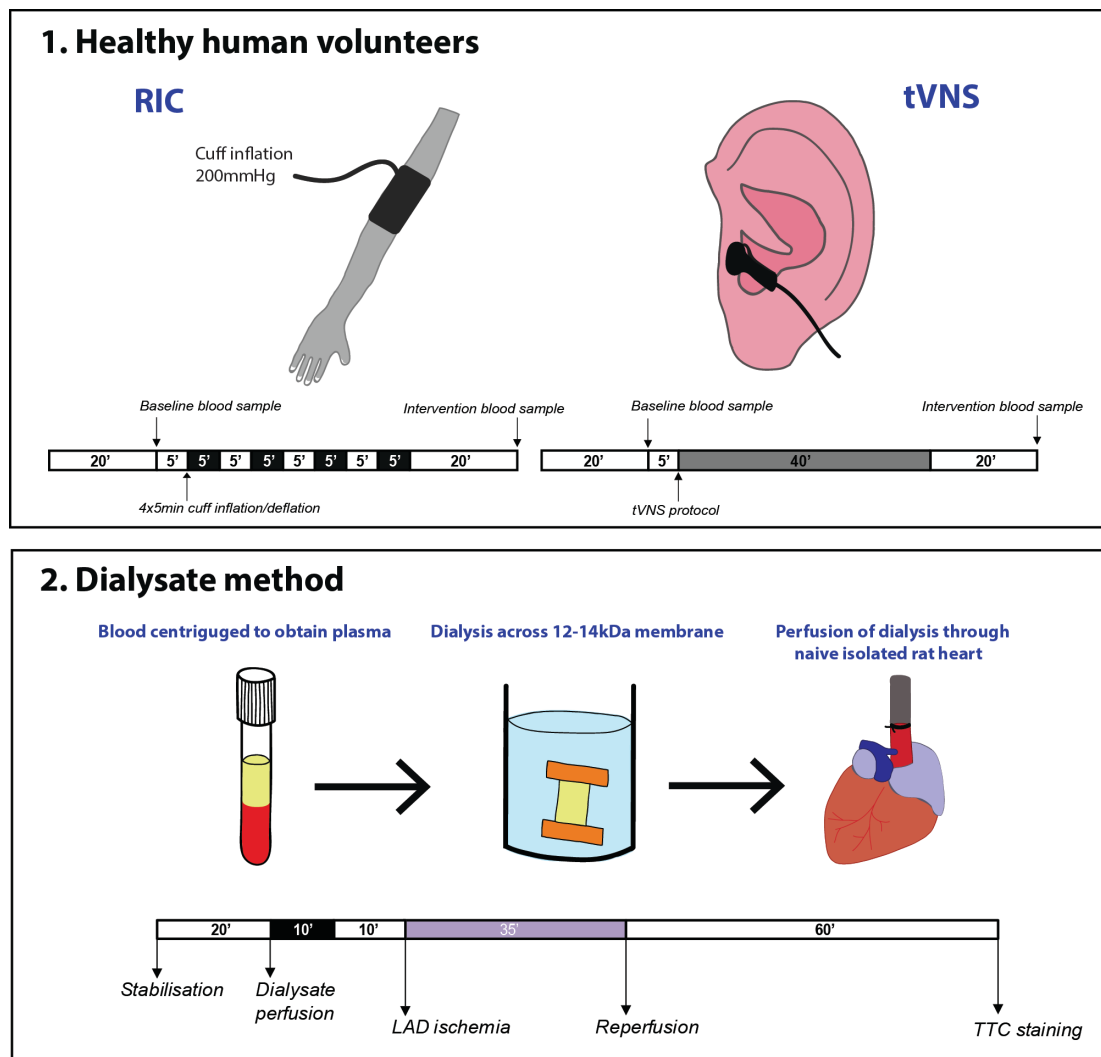 1. Healthy human volunteers
RIC
tVNS
Cuff inflation
200mmHg
Baseline blood sample
Intervention blood sample
20' 5' 5' 5' 5' 5' 5' 5' 5' 20'
4x5min cuff inflation/deflation
Baseline blood sample
Intervention blood sample
20' 5' 40' 20'
tVNS protocol
2. Dialysate method
Blood centriguged to obtain plasma
Dialysis across 12-14kDa membrane
Perfusion of dialysis through
naive isolated rat heart
20' 10' 10' 35' 60'
Stabilisation
Dialysate
perfusion
LAD ischemia
Reperfusion
TTC staining